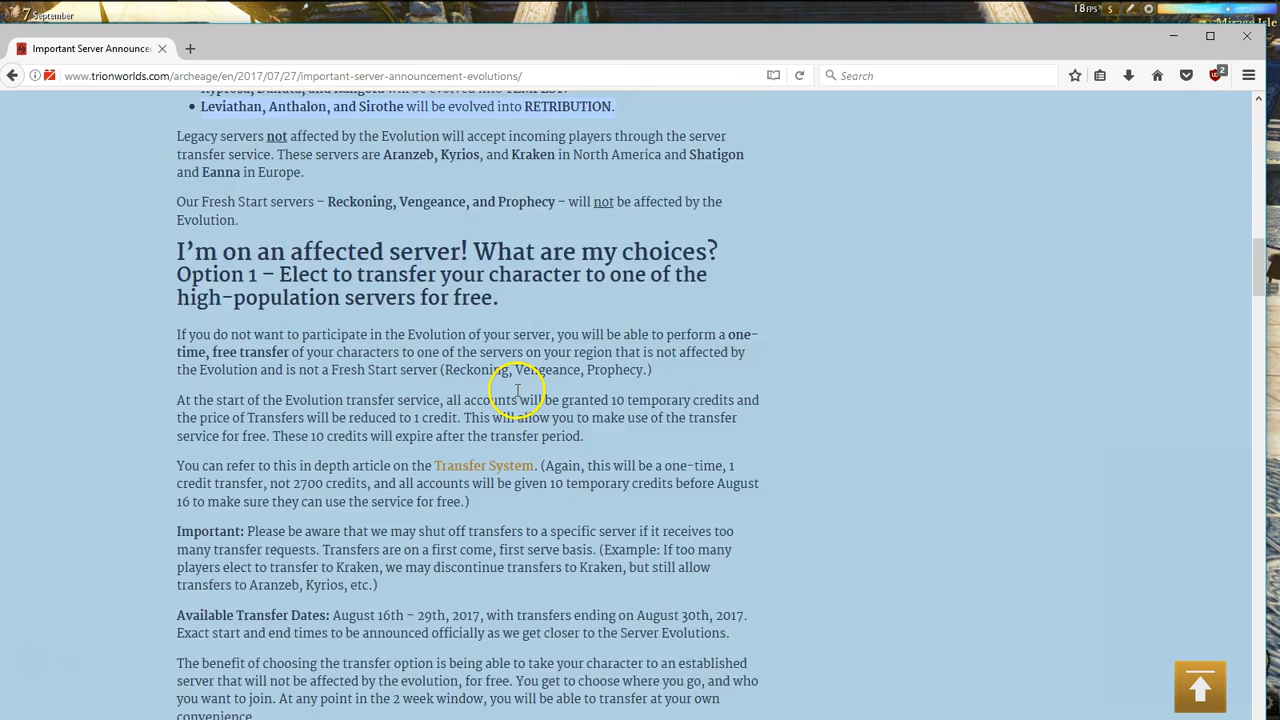 7 September
18 FPS
Mirage Isle
Important Server Announce
www.trionworlds.com/archeage/en/2017/07/27/important-server-announcement-evolutions/
Search
2
will be evolved into
Leviathan, Anthalon, and Sirothe will be evolved into RETRIBUTION.
Legacy servers not affected by the Evolution will accept incoming players through the server
transfer service. These servers are Aranzeb, Kyrios, and Kraken in North America and Shatigon
and Eanna in Europe.
Our Fresh Start servers – Reckoning, Vengeance, and Prophecy – will not be affected by the
Evolution.
I’m on an affected server! What are my choices?
Option 1 – Elect to transfer your character to one of the
high-population servers for free.
If you do not want to participate in the Evolution of your server, you will be able to perform a one-
time, free transfer of your characters to one of the servers on your region that is not affected by
the Evolution and is not a Fresh Start server (Reckoning, Vengeance, Prophecy.)
At the start of the Evolution transfer service, all accounts will be granted 10 temporary credits and
the price of Transfers will be reduced to 1 credit. This will allow you to make use of the transfer
service for free. These 10 credits will expire after the transfer period.
You can refer to this in depth article on the Transfer System. (Again, this will be a one-time, 1
credit transfer, not 2700 credits, and all accounts will be given 10 temporary credits before August
16 to make sure they can use the service for free.)
Important: Please be aware that we may shut off transfers to a specific server if it receives too
many transfer requests. Transfers are on a first come, first serve basis. (Example: If too many
players elect to transfer to Kraken, we may discontinue transfers to Kraken, but still allow
transfers to Aranzeb, Kyrios, etc.)
Available Transfer Dates: August 16th – 29th, 2017, with transfers ending on August 30th, 2017.
Exact start and end times to be announced officially as we get closer to the Server Evolutions.
The benefit of choosing the transfer option is being able to take your character to an established
server that will not be affected by the evolution, for free. You get to choose where you go, and who
you want to join. At any point in the 2 week window, you will be able to transfer at your own
convenience.